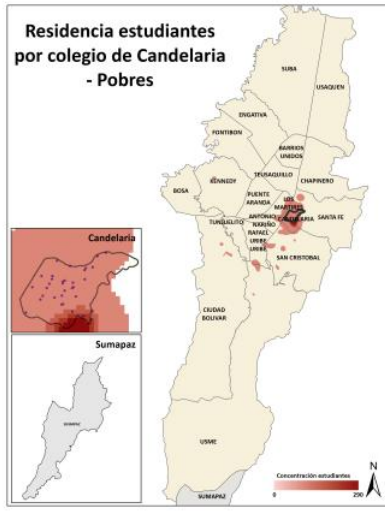 Residencia estudiantes
por colegio de Candelaria
- Pobres
SUBA
USAQUEN
ENGATIVA
FONTIBON
BARRIOS
UNIDOS
TEUSAQUILLO
CHAPINERO
KENNEDY
BOSA
PUENTE
ARANDA
LOS
MARTIRES
CANDELARIA
SANTA FE
ANTONIO
NARIÑO
TUNJUELITO
RAFAEL
URIBE
URIBE
SAN CRISTOBAL
CIUDAD
BOLIVAR
USME
SUMAPAZ
Candelaria
Sumapaz
SUMAPAZ
Concentración estudiantes
0
290
N